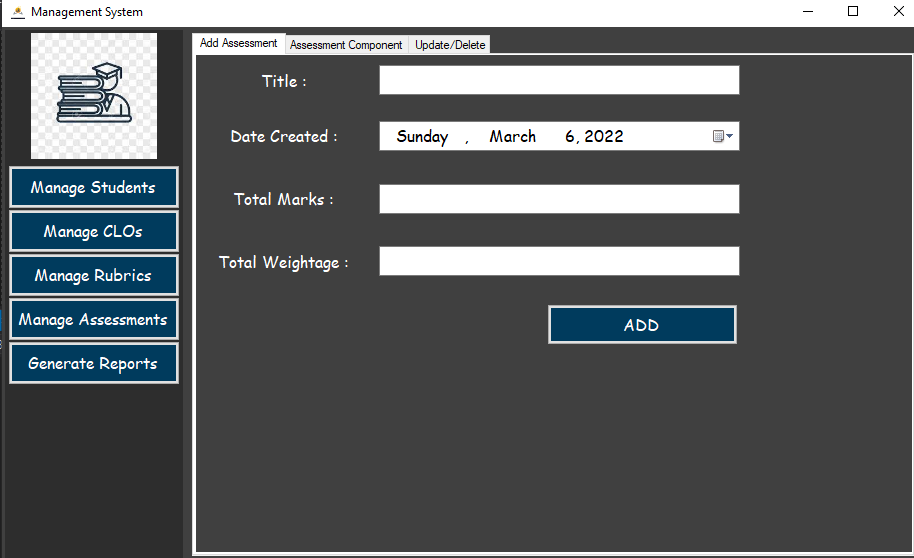 Management System
Add Assessment Assessment Component Update/Delete
Title :
Date Created : Sunday , March 6, 2022
Total Marks :
Total Weightage :
ADD
Manage Students
Manage CLOs
Manage Rubrics
Manage Assessments
Generate Reports